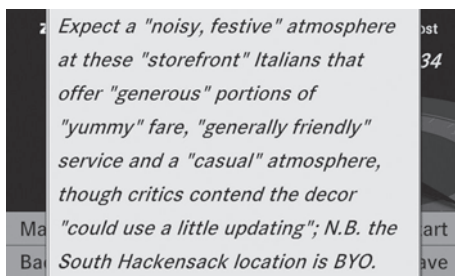 Expect a "noisy, festive" atmosphere
at these "storefront" Italians that
offer "generous" portions of
"yummy" fare, "generally friendly"
service and a "casual" atmosphere,
though critics contend the decor
"could use a little updating"; N.B. the
South Hackensack location is BYO.
34